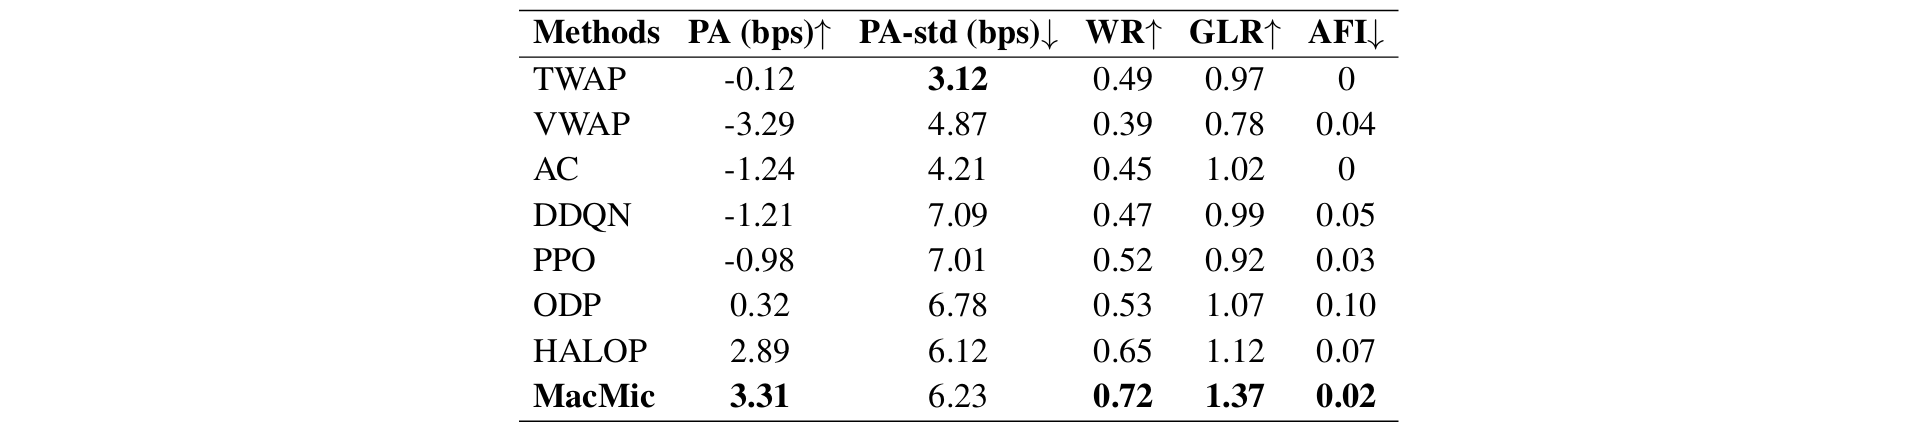 Methods PA (bps)↑ PA-std (bps)↓ WR↑ GLR↑ AFI↓
TWAP -0.12 3.12 0.49 0.97 0
VWAP -3.29 4.87 0.39 0.78 0.04
AC -1.24 4.21 0.45 1.02 0
DDQN -1.21 7.09 0.47 0.99 0.05
PPO -0.98 7.01 0.52 0.92 0.03
ODP 0.32 6.78 0.53 1.07 0.10
HALOP 2.89 6.12 0.65 1.12 0.07
MacMic 3.31 6.23 0.72 1.37 0.02